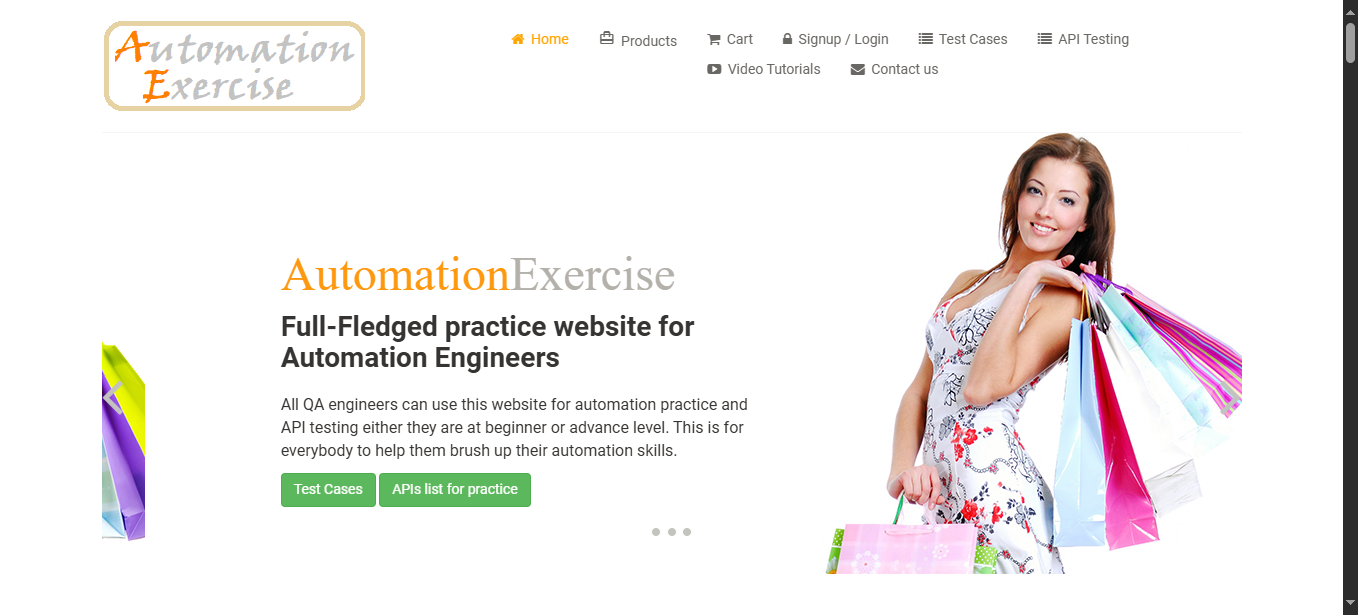 Automation
Exercise
Home Products Cart Signup / Login Test Cases API Testing
Video Tutorials Contact us
AutomationExercise
Full-Fledged practice website for
Automation Engineers
All QA engineers can use this website for automation practice and
API testing either they are at beginner or advance level. This is for
everybody to help them brush up their automation skills.
Test Cases APIs list for practice